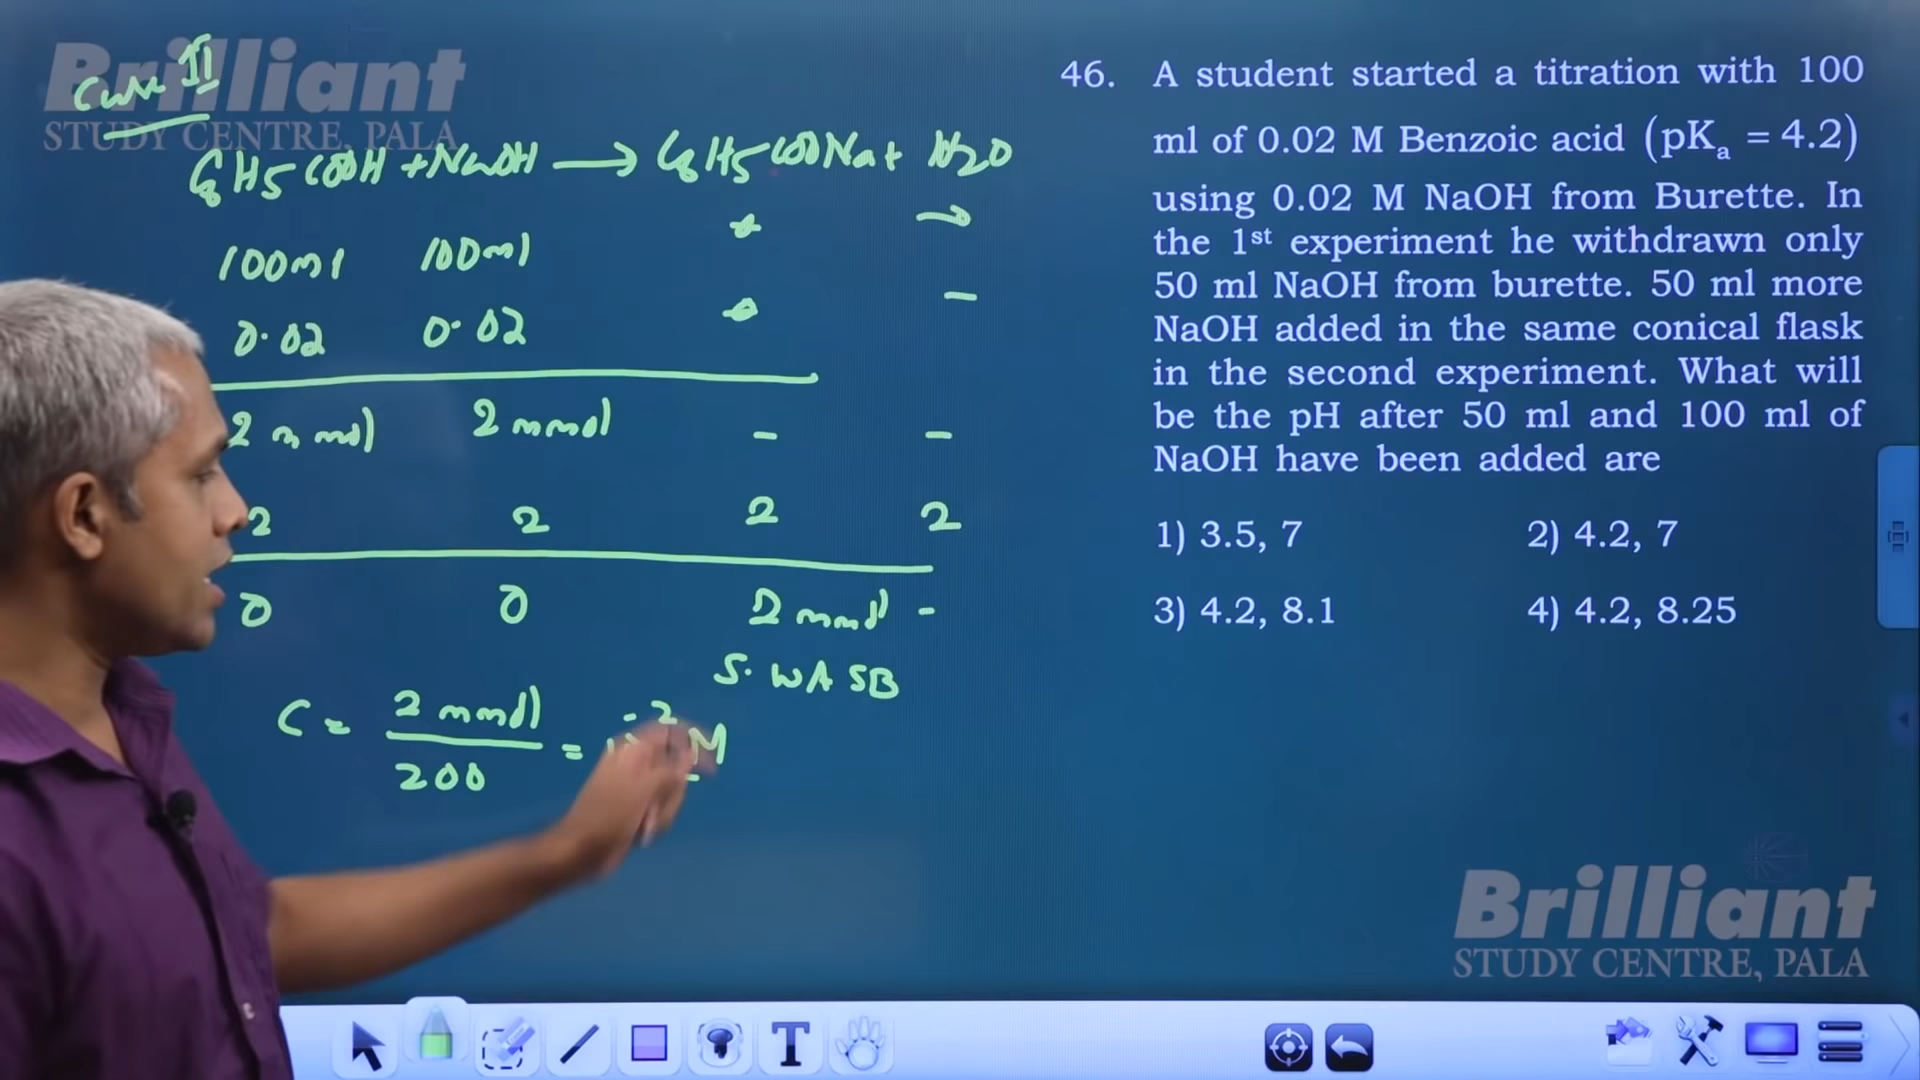 Brilliant
STUDY CENTRE, PALA
Case II
C6H5COOH + NaOH → C6H5COONa + H2O
100ml 100ml
0.02 0.02 -
2 mmol 2 mmol - -
2 2 2 2
0 0 2 mmol -
S. WA SB
C = 2 mmol / 200 = M
46. A student started a titration with 100
ml of 0.02 M Benzoic acid (pKa = 4.2)
using 0.02 M NaOH from Burette. In
the 1st experiment he withdrawn only
50 ml NaOH from burette. 50 ml more
NaOH added in the same conical flask
in the second experiment. What will
be the pH after 50 ml and 100 ml of
NaOH have been added are
1) 3.5, 7 2) 4.2, 7
3) 4.2, 8.1 4) 4.2, 8.25
Brilliant
STUDY CENTRE, PALA
T